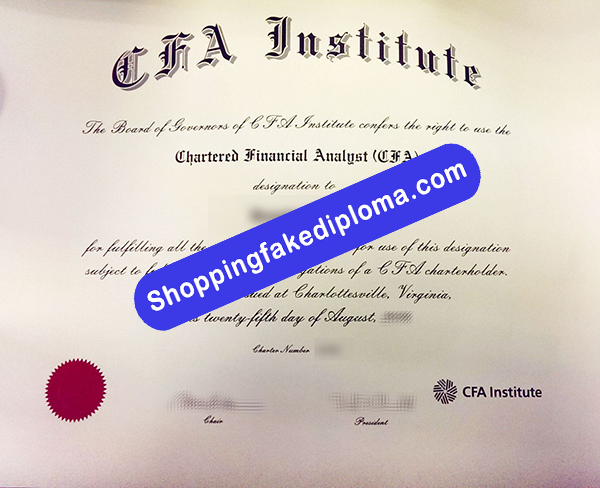 CFA Institute
The Board of Governors of CFA Institute confers the right to use the
Chartered Financial Analyst (CFA)
designation to
for fulfilling all the for use of this designation
subject to of a CFA charterholder.
Shoppingfakediploma.com
at Charlottesville, Virginia,
twenty-fifth day of August,
Charter Number
CFA Institute
Chair
President